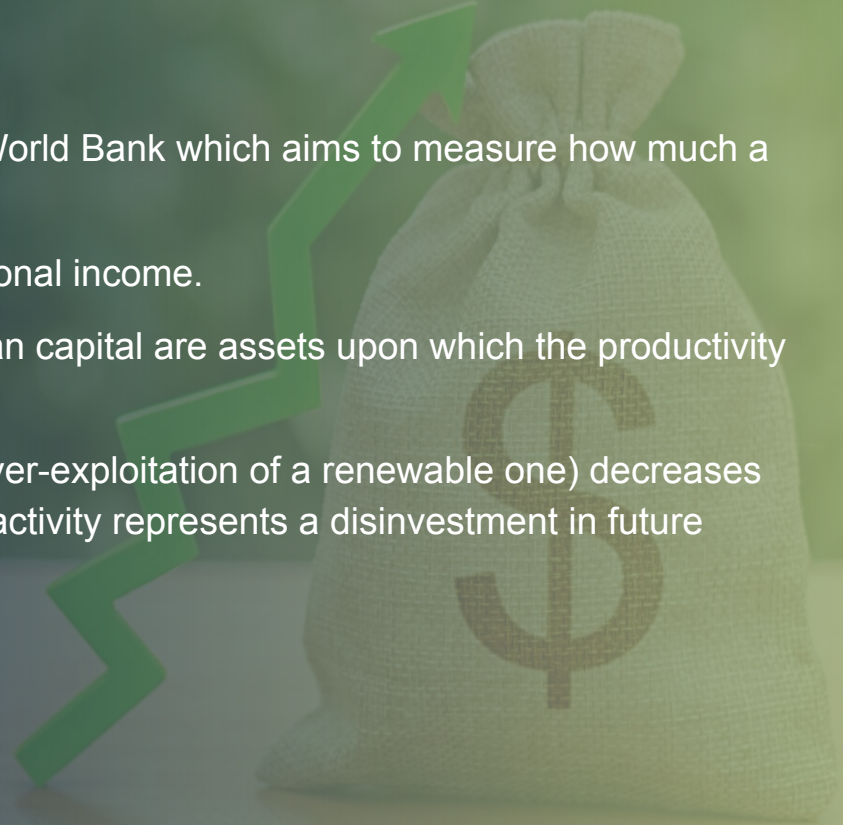 World Bank which aims to measure how much a
onal income.
an capital are assets upon which the productivity
ver-exploitation of a renewable one) decreases
activity represents a disinvestment in future
$